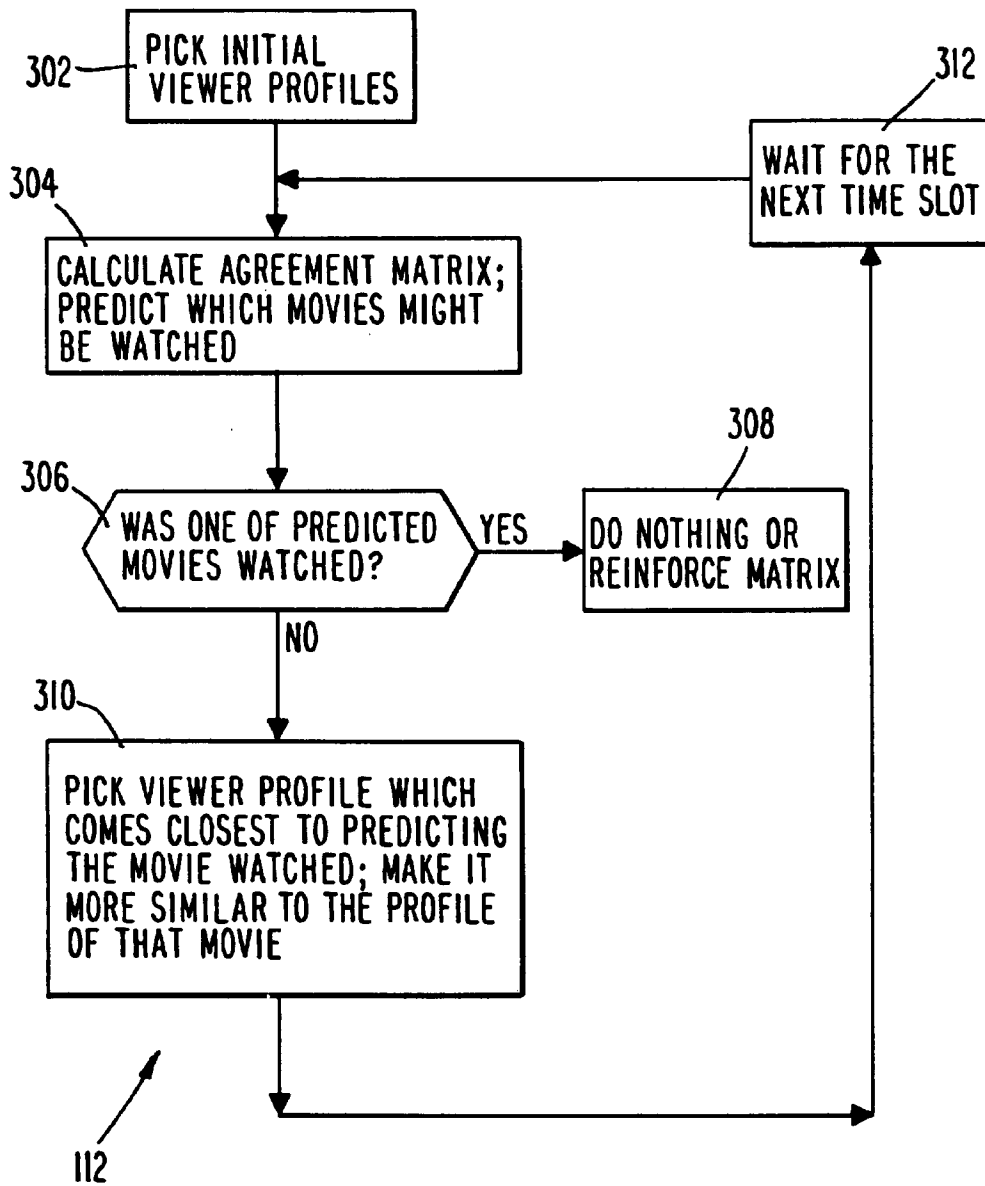 302
PICK INITIAL
VIEWER PROFILES
312
WAIT FOR THE
NEXT TIME SLOT
304
CALCULATE AGREEMENT MATRIX;
PREDICT WHICH MOVIES MIGHT
BE WATCHED
306
WAS ONE OF PREDICTED
MOVIES WATCHED?
YES
308
DO NOTHING OR
REINFORCE MATRIX
NO
310
PICK VIEWER PROFILE WHICH
COMES CLOSEST TO PREDICTING
THE MOVIE WATCHED; MAKE IT
MORE SIMILAR TO THE PROFILE
OF THAT MOVIE
112